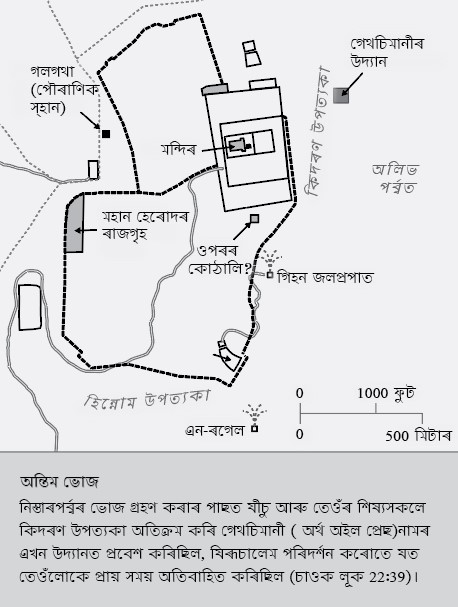 গেথচিমানীৰ
উদ্যান
গলগথা
(পৌৰাণিক
স্হান)
কিদৰণ উপত্যকা
মন্দিৰ
অলিভ
পৰ্ব্বত
মহান হেৰোদৰ
ৰাজগৃহ
ওপৰৰ
কোঠালি?
গিহন জলপ্ৰপাত
হিন্নোম উপত্যকা
এন-ৰগেল
0 1000 ফুট
0 500 মিটাৰ
অন্তিম ভোজ
নিস্তাৰপৰ্ব্বৰ ভোজ গ্ৰহণ কৰাৰ পাছত যীচু আৰু তেওঁৰ শিষ্যসকলে
কিদৰণ উপত্যকা অতিক্ৰম কৰি গেথচিমানী ( অৰ্থ অইল প্ৰেছ)নামৰ
এখন উদ্যানত প্ৰবেশ কৰিছিল, যিৰূচালেম পৰিদৰ্শন কৰোতে যত
তেওঁলোকে প্ৰায় সময় অতিবাহিত কৰিছিল (চাওক লূক 22:39)।